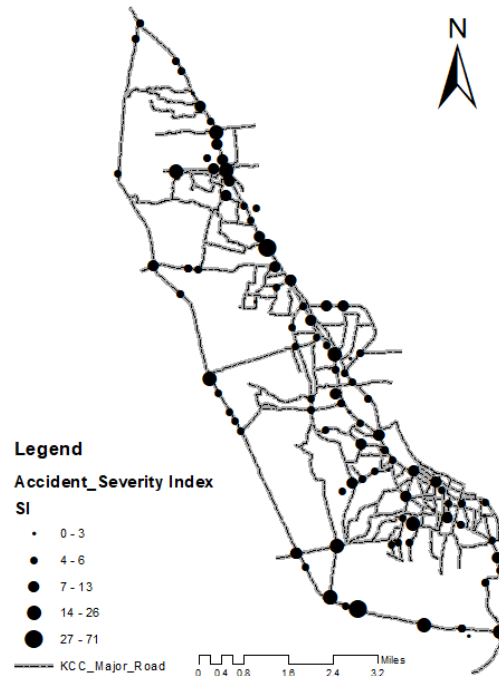 N
Legend
Accident_Severity Index
SI
0 - 3
4 - 6
7 - 13
14 - 26
27 - 71
KCC_Major_Road
Miles
0 0.4 0.8 1.6 2.4 3.2